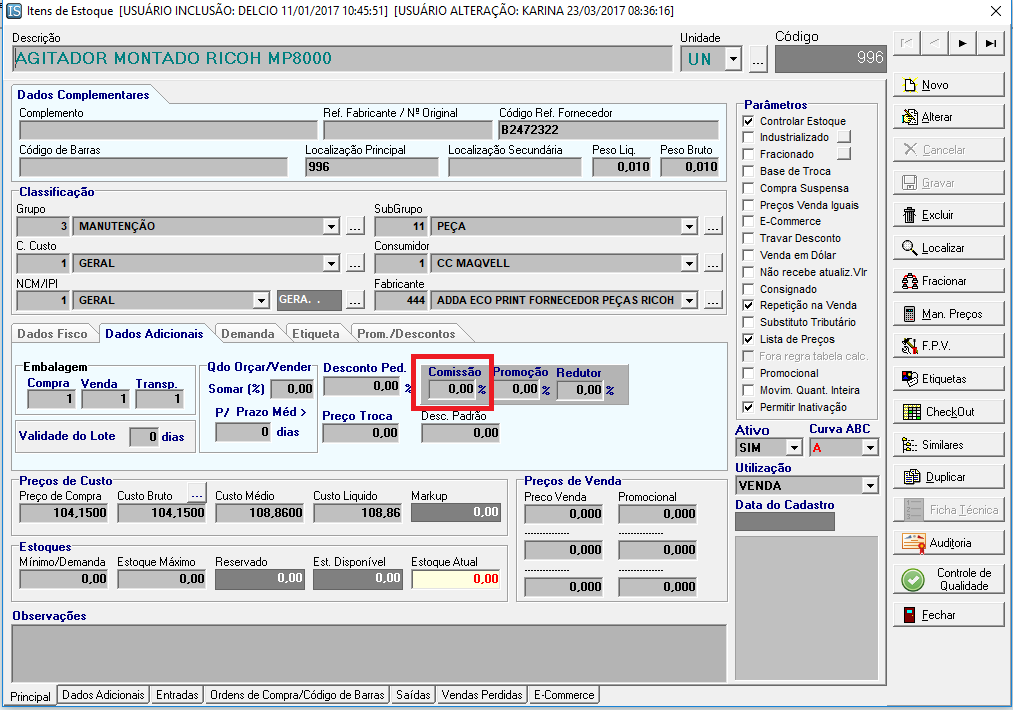 IS Itens de Estoque [USUÁRIO INCLUSÃO: DELCIO 11/01/2017 10:45:51] [USUÁRIO ALTERAÇÃO: KARINA 23/03/2017 08:36:16]
Descrição Unidade Código
AGITADOR MONTADO RICOH MP8000 UN ... 996
Dados Complementares
Complemento Ref. Fabricante / Nº Original Código Ref. Fornecedor
B2472322
Código de Barras Localização Principal Localização Secundária Peso Liq. Peso Bruto
996 0,010 0,010
Classificação
Grupo SubGrupo
3 MANUTENÇÃO ... 11 PEÇA ...
C. Custo Consumidor
1 GERAL ... 1 CC MAQVELL ...
NCM/IPI Fabricante
1 GERAL GERA. . ... 444 ADDA ECO PRINT FORNECEDOR PEÇAS RICOH ...
Dados Fisco Dados Adicionais Demanda Etiqueta Prom./Descontos
Embalagem
Compra Venda Transp.
1 1 1
Validade do Lote 0 dias
Qdo Orçar/Vender
Somar (%) 0,00
P/ Prazo Méd >
0 dias
Desconto Ped.
0,00 %
Preço Troca
0,00
Comissão Promoção Redutor
0,00 % 0,00 % 0,00 %
Desc. Padrão
0,00
Preços de Custo
Preço de Compra Custo Bruto ... Custo Médio Custo Liquido Markup
104,1500 104,1500 108,8600 108,86 0,00
Estoques
Mínimo/Demanda Estoque Máximo Reservado Est. Disponível Estoque Atual
0,00 0,00 0,00 0,00 0,00
Preços de Venda
Preco Venda Promocional
0,000 0,000
--------------- ---------------
0,000 0,000
--------------- ---------------
0,000 0,000
Observações
Parâmetros
Controlar Estoque
Industrializado
Fracionado
Base de Troca
Compra Suspensa
Preços Venda Iguais
E-Commerce
Travar Desconto
Venda em Dólar
Não recebe atualiz.Vlr
Consignado
Repetição na Venda
Substituto Tributário
Lista de Preços
Fora regra tabela calc.
Promocional
Movim. Quant. Inteira
Permitir Inativação
Ativo Curva ABC
SIM A
Utilização
VENDA
Data do Cadastro
Novo
Alterar
Cancelar
Gravar
Excluir
Localizar
Fracionar
Man. Preços
F.P.V.
Etiquetas
CheckOut
Similares
Duplicar
Ficha Técnica
Auditoria
Controle de
Qualidade
Fechar
Principal Dados Adicionais Entradas Ordens de Compra/Código de Barras Saídas Vendas Perdidas E-Commerce